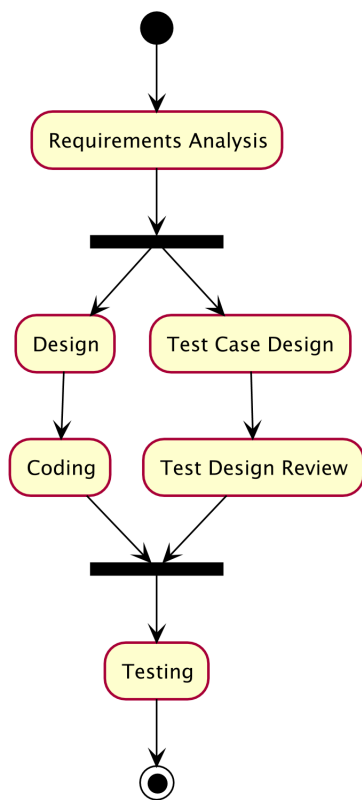 Requirements Analysis
Design
Test Case Design
Coding
Test Design Review
Testing